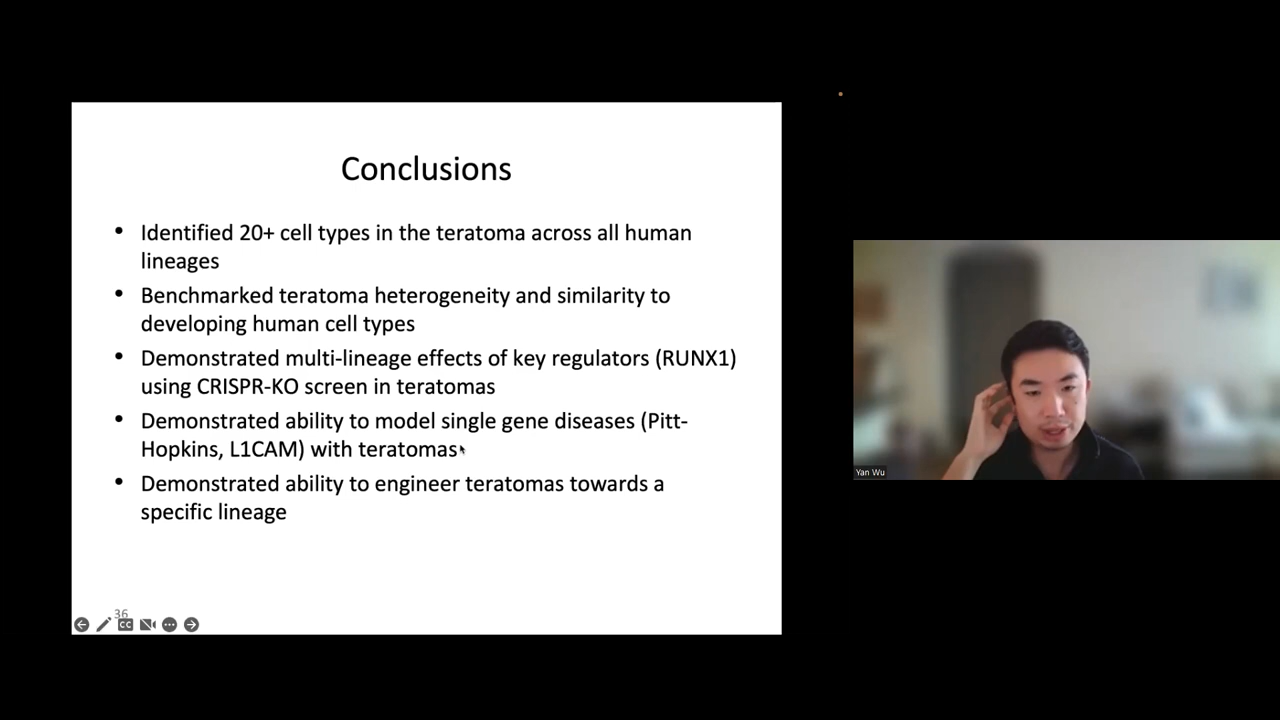 Conclusions
• Identified 20+ cell types in the teratoma across all human
lineages
• Benchmarked teratoma heterogeneity and similarity to
developing human cell types
• Demonstrated multi-lineage effects of key regulators (RUNX1)
using CRISPR-KO screen in teratomas
• Demonstrated ability to model single gene diseases (Pitt-
Hopkins, L1CAM) with teratomas
• Demonstrated ability to engineer teratomas towards a
specific lineage
36
CC
Yan Wu